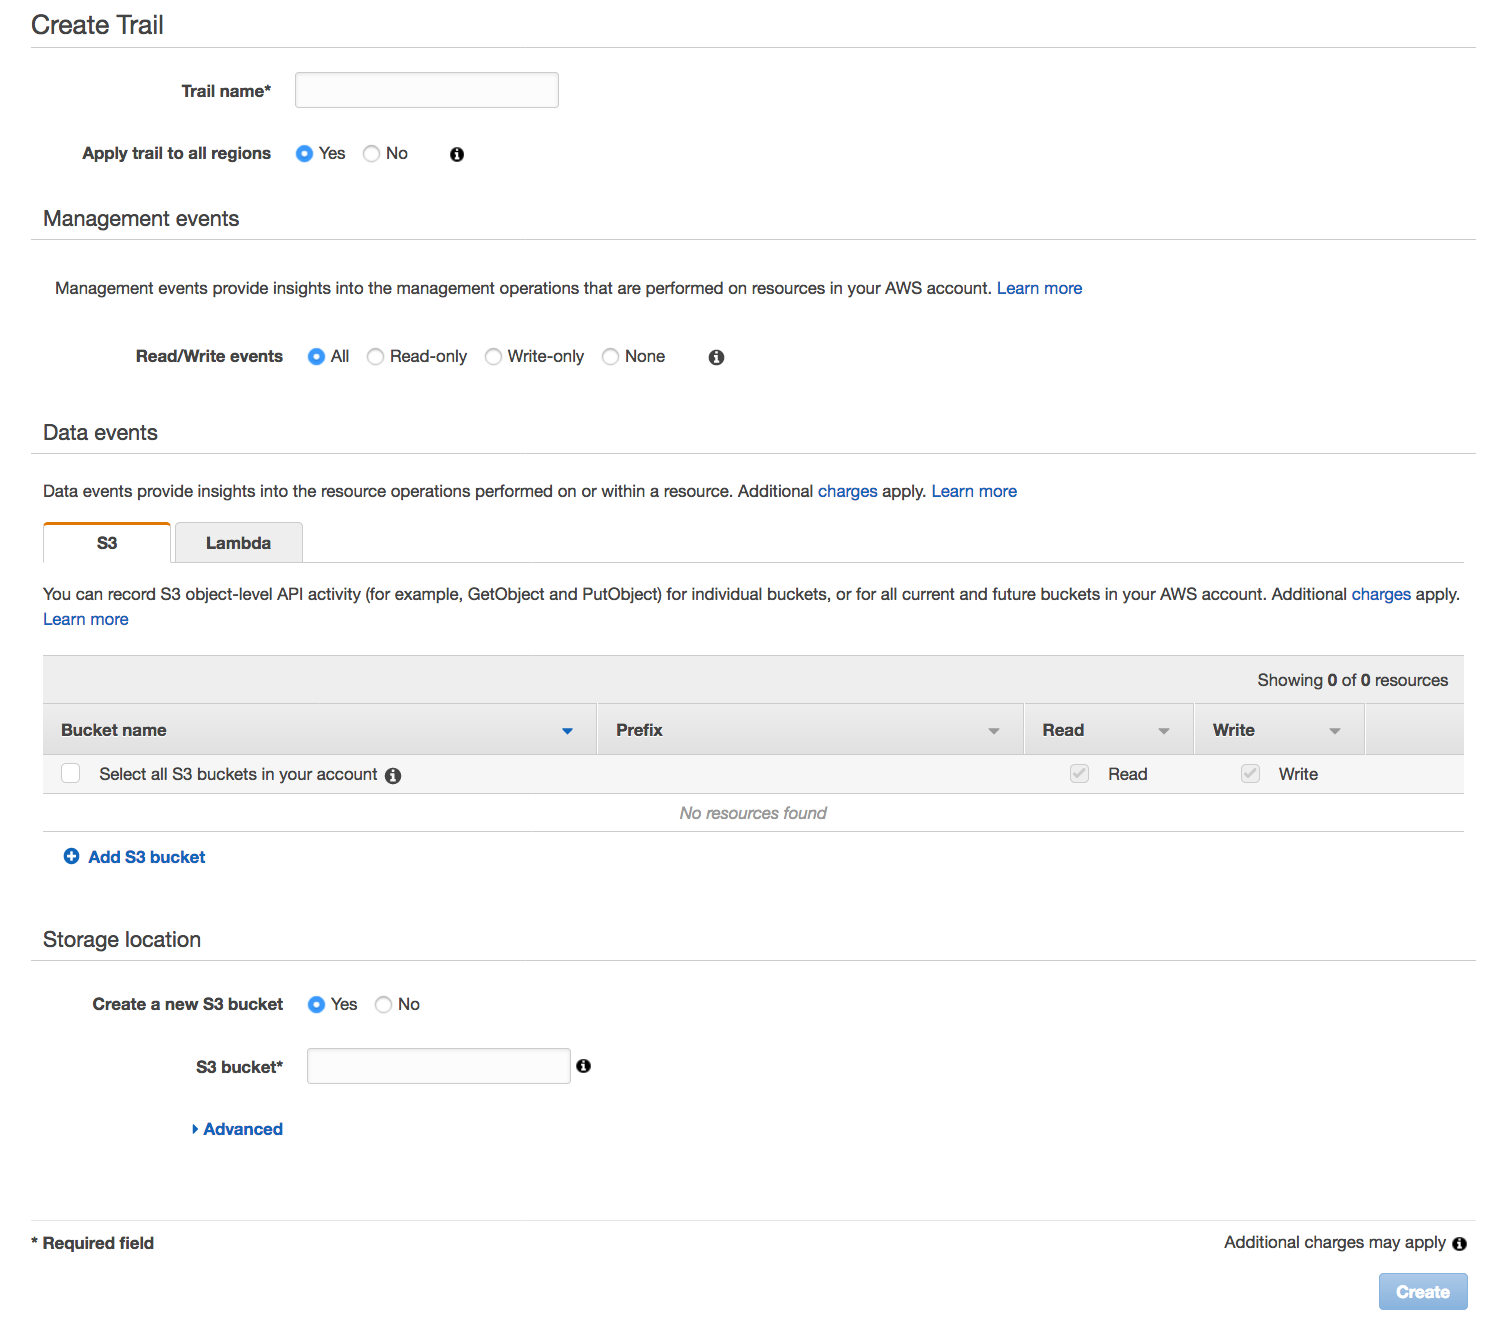 Create Trail
Trail name*
Apply trail to all regions Yes No
Management events
Management events provide insights into the management operations that are performed on resources in your AWS account. Learn more
Read/Write events All Read-only Write-only None
Data events
Data events provide insights into the resource operations performed on or within a resource. Additional charges apply. Learn more
S3 Lambda
You can record S3 object-level API activity (for example, GetObject and PutObject) for individual buckets, or for all current and future buckets in your AWS account. Additional charges apply.
Learn more
Showing 0 of 0 resources
Bucket name Prefix Read Write
Select all S3 buckets in your account Read Write
No resources found
Add S3 bucket
Storage location
Create a new S3 bucket Yes No
S3 bucket*
Advanced
* Required field Additional charges may apply
Create